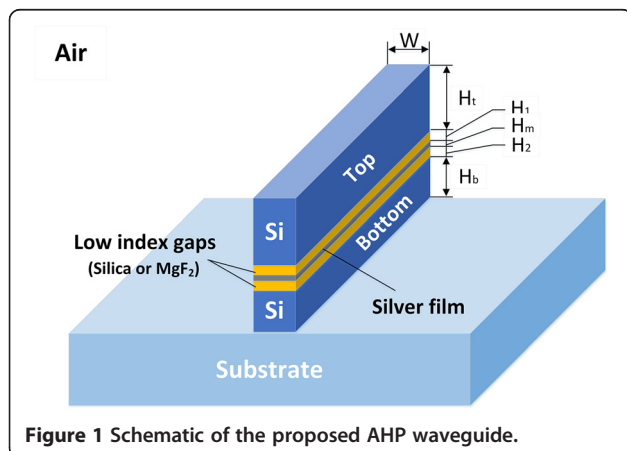 Air
W
Hₜ
H₁
Hₘ
H₂
H_b
Top
Bottom
Si
Low index gaps
(Silica or MgF₂)
Si
Silver film
Substrate
Figure 1 Schematic of the proposed AHP waveguide.